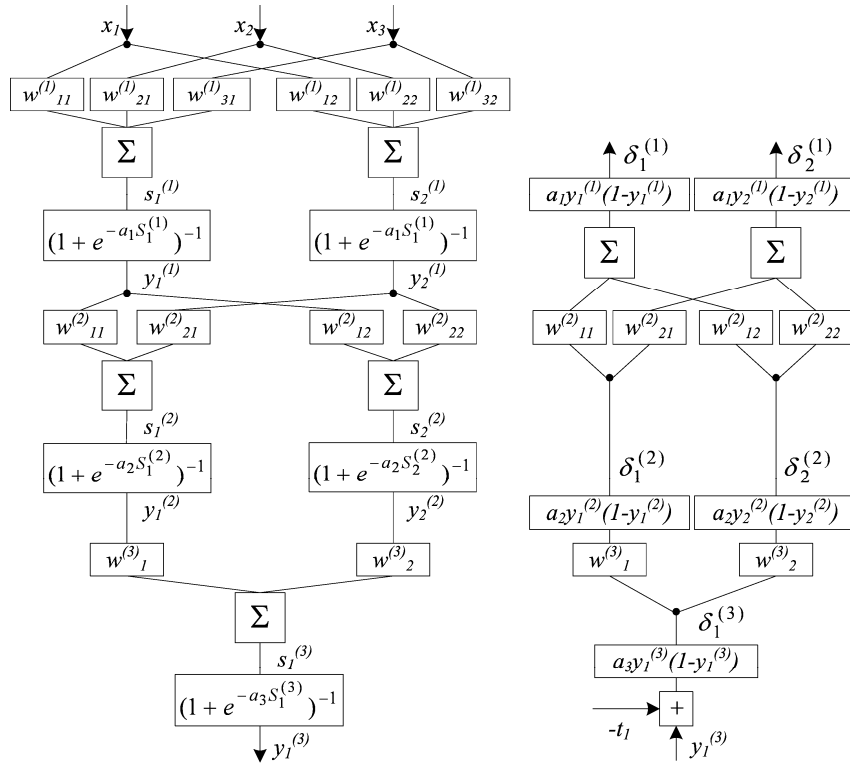 x₁ x₂ x₃
w⁽¹⁾₁₁ w⁽¹⁾₂₁ w⁽¹⁾₃₁ w⁽¹⁾₁₂ w⁽¹⁾₂₂ w⁽¹⁾₃₂
Σ Σ
s₁⁽¹⁾ s₂⁽¹⁾
(1 + e^{-a₁S₁⁽¹⁾})⁻¹ (1 + e^{-a₁S₁⁽¹⁾})⁻¹
y₁⁽¹⁾ y₂⁽¹⁾
w⁽²⁾₁₁ w⁽²⁾₂₁ w⁽²⁾₁₂ w⁽²⁾₂₂
Σ Σ
s₁⁽²⁾ s₂⁽²⁾
(1 + e^{-a₂S₁⁽²⁾})⁻¹ (1 + e^{-a₂S₂⁽²⁾})⁻¹
y₁⁽²⁾ y₂⁽²⁾
w⁽³⁾₁ w⁽³⁾₂
Σ
s₁⁽³⁾
(1 + e^{-a₃S₁⁽³⁾})⁻¹
y₁⁽³⁾
δ₁⁽¹⁾ δ₂⁽¹⁾
a₁y₁⁽¹⁾(1-y₁⁽¹⁾) a₁y₂⁽¹⁾(1-y₂⁽¹⁾)
Σ Σ
w⁽²⁾₁₁ w⁽²⁾₂₁ w⁽²⁾₁₂ w⁽²⁾₂₂
δ₁⁽²⁾ δ₂⁽²⁾
a₂y₁⁽²⁾(1-y₁⁽²⁾) a₂y₂⁽²⁾(1-y₂⁽²⁾)
w⁽³⁾₁ w⁽³⁾₂
δ₁⁽³⁾
a₃y₁⁽³⁾(1-y₁⁽³⁾)
+
-t₁ y₁⁽³⁾